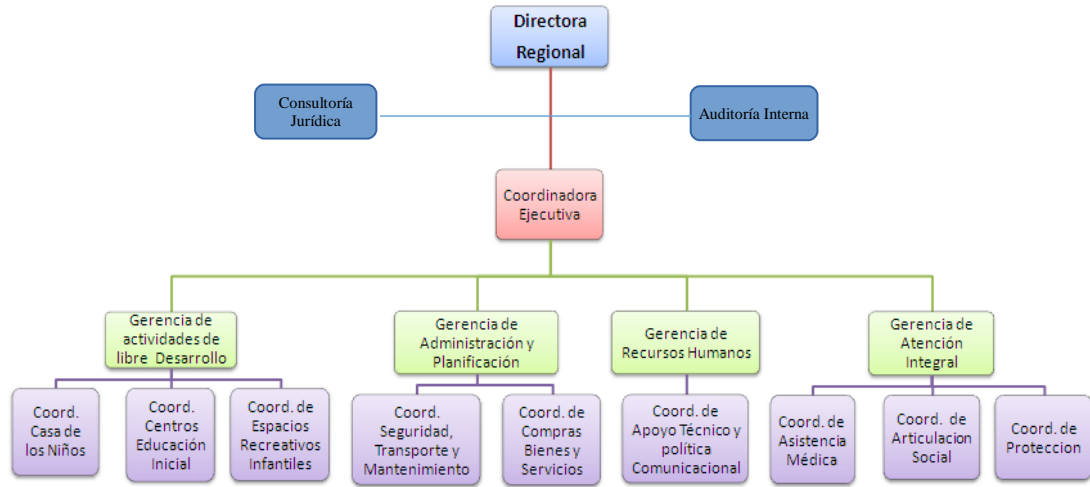 Directora
Regional
Consultoría
Jurídica
Auditoría Interna
Coordinadora
Ejecutiva
Gerencia de
actividades de
libre Desarrollo
Gerencia de
Administración y
Planificación
Gerencia de
Recursos Humanos
Gerencia de
Atención
Integral
Coord.
Casa de
los Niños
Coord.
Centros
Educación
Inicial
Coord. de
Espacios
Recreativos
Infantiles
Coord.
Seguridad,
Transporte y
Mantenimiento
Coord. de
Compras
Bienes y
Servicios
Coord. de
Apoyo Técnico y
política
Comunicacional
Coord. de
Asistencia
Médica
Coord. de
Articulacion
Social
Coord. de
Proteccion